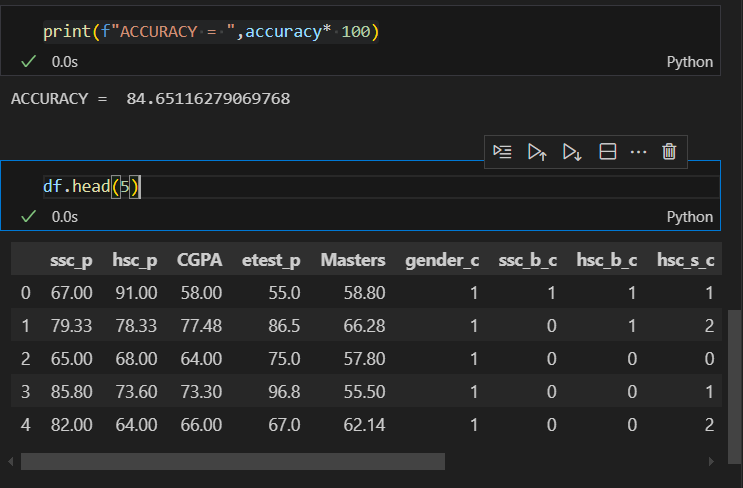 print(f"ACCURACY = ",accuracy* 100)
0.0s
Python
ACCURACY =  84.65116279069768
df.head(5)
0.0s
Python
ssc_p hsc_p CGPA etest_p Masters gender_c ssc_b_c hsc_b_c hsc_s_c
0 67.00 91.00 58.00 55.0 58.80 1 1 1 1
1 79.33 78.33 77.48 86.5 66.28 1 0 1 2
2 65.00 68.00 64.00 75.0 57.80 1 0 0 0
3 85.80 73.60 73.30 96.8 55.50 1 0 0 1
4 82.00 64.00 66.00 67.0 62.14 1 0 0 2